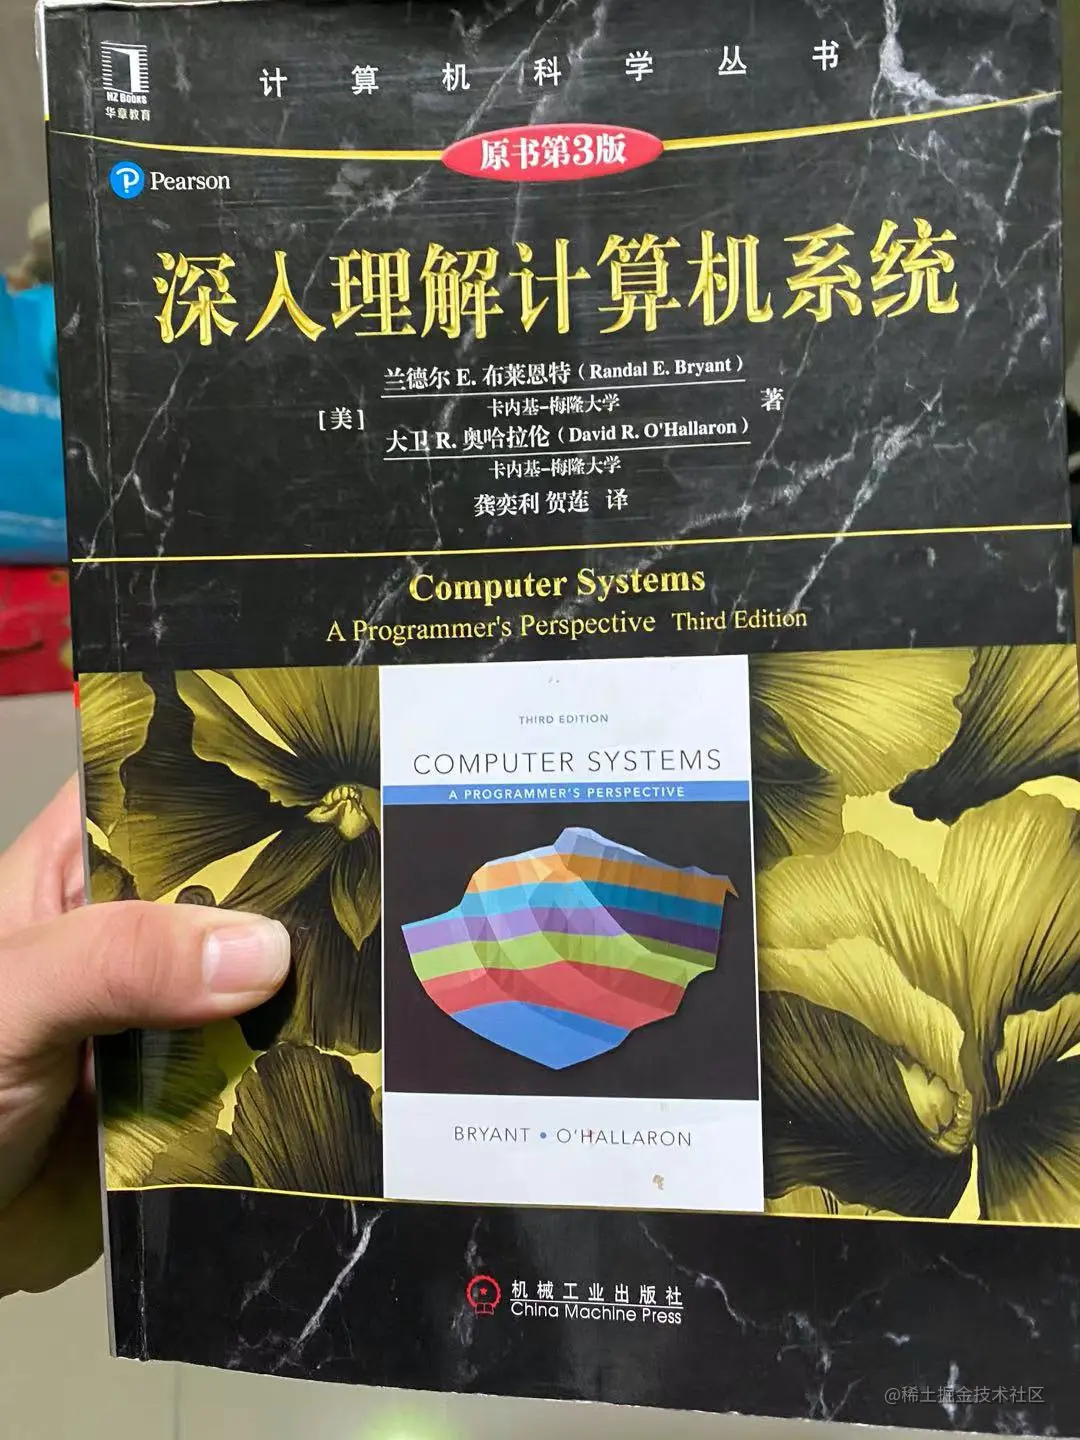 计算机科学丛书
HZ BOOKS
华章教育
原书第3版
Pearson
深入理解计算机系统
兰德尔 E. 布莱恩特（Randal E. Bryant）
卡内基-梅隆大学
[美]
著
大卫 R. 奥哈拉伦（David R. O'Hallaron）
卡内基-梅隆大学
龚奕利 贺莲 译
Computer Systems
A Programmer's Perspective Third Edition
THIRD EDITION
COMPUTER SYSTEMS
A PROGRAMMER'S PERSPECTIVE
BRYANT • O'HALLARON
机械工业出版社
China Machine Press
@稀土掘金技术社区